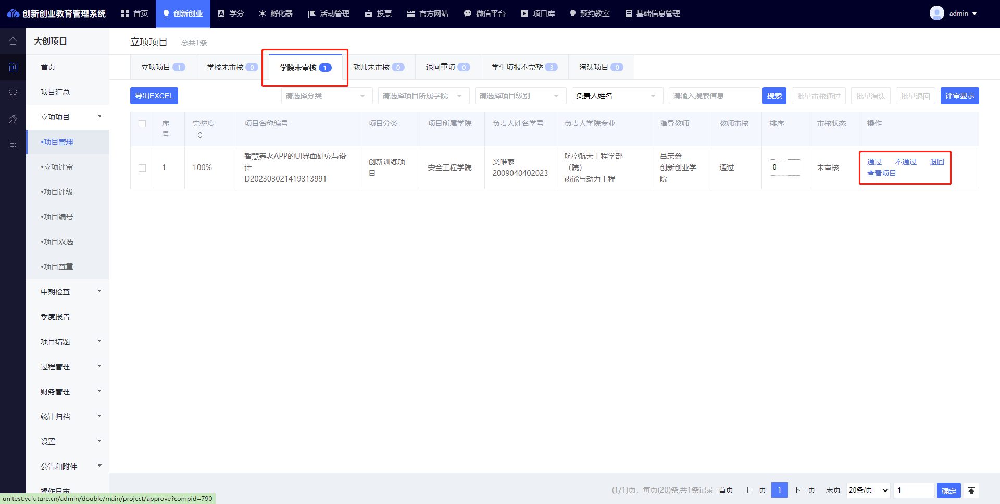 创新创业教育管理系统 首页 创新创业 学分 孵化器 活动管理 投票 官方网站 微信平台 项目库 预约教室 基础信息管理 admin
大创项目
首页
项目汇总
立项项目
•项目管理
•立项评审
•项目评级
•项目编号
•项目双选
•项目查重
中期检查
季度报告
项目结题
过程管理
财务管理
统计归档
设置
公告和附件
操作日志
立项项目 总共1条
立项项目 1 学校未审核 0 学院未审核 1 教师未审核 0 退回重填 0 学生填报不完整 3 淘汰项目 0
导出EXCEL 请选择分类 请选择项目所属学院 请选择项目级别 负责人姓名 请输入搜索信息 搜索 批量审核通过 批量淘汰 批量退回 评审显示
序号 完整度 项目名称编号 项目分类 项目所属学院 负责人姓名学号 负责人学院专业 指导教师 教师审核 排序 审核状态 操作
1 100% 智慧养老APP的UI界面研究与设计 D202303021419313991 创新训练项目 安全工程学院 奚唯家 2009040402023 航空航天工程学部（院） 热能与动力工程 吕荣鑫 创新创业学院 通过 0 未审核 通过 不通过 退回 查看项目
(1/1)页，每页(20)条,共1条记录 首页 上一页 1 下一页 末页 20条/页 1 确定
unitest.ycfuture.cn/admin/double/main/project/approve?compid=790